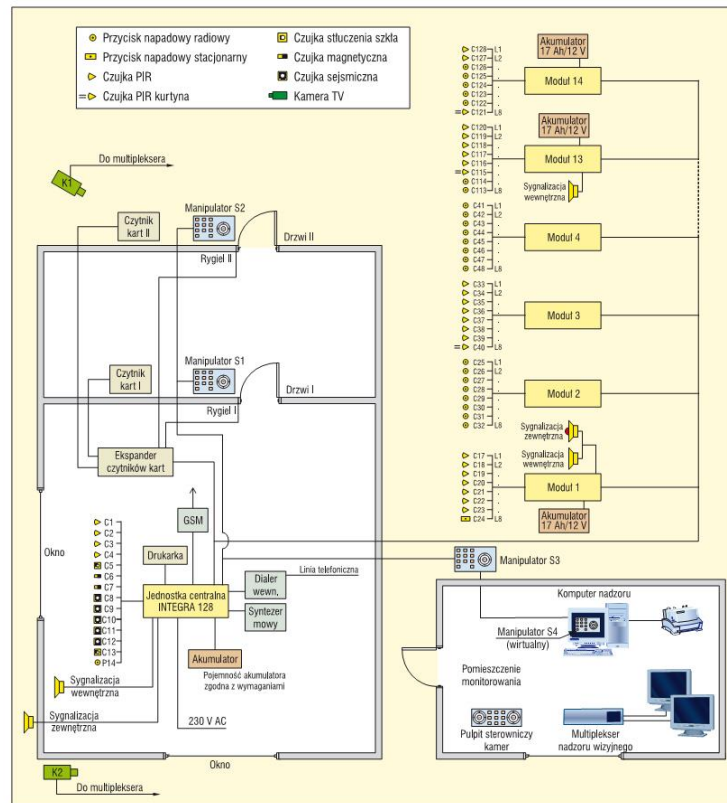 Przycisk napadowy radiowy
Przycisk napadowy stacjonarny
Czujka PIR
Czujka PIR kurtyna
Czujka stłuczenia szkła
Czujka magnetyczna
Czujka sejsmiczna
Kamera TV
K1
Do multipleksera
Czytnik
kart II
Manipulator S2
Drzwi II
Rygiel II
Czytnik
kart I
Manipulator S1
Drzwi I
Rygiel I
Ekspander
czytników kart
GSM
Drukarka
Okno
C1
C2
C3
C4
C5
C6
C7
C8
C9
C10
C11
C12
C13
P14
Jednostka centralna
INTEGRA 128
Dialer
wewn.
Linia telefoniczna
Syntezer
mowy
Akumulator
Pojemność akumulatora
zgodna z wymaganiami
Sygnalizacja
wewnętrzna
Sygnalizacja
zewnętrzna
230 V AC
Okno
K2
Do multipleksera
C128 L1
C127 L2
C126 .
C125 .
C124 .
C123 .
C122 .
C121 L8
Akumulator
17 Ah/12 V
Moduł 14
C120 L1
C119 L2
C118 .
C117 .
C116 .
C115 .
C114 .
C113 L8
Akumulator
17 Ah/12 V
Moduł 13
Sygnalizacja
wewnętrzna
C41 L1
C42 L2
C43 .
C44 .
C45 .
C46 .
C47 .
C48 L8
Moduł 4
C33 L1
C34 L2
C35 .
C36 .
C37 .
C38 .
C39 .
C40 L8
Moduł 3
C25 L1
C26 L2
C27 .
C28 .
C29 .
C30 .
C31 .
C32 L8
Moduł 2
Sygnalizacja
zewnętrzna
Sygnalizacja
wewnętrzna
C17 L1
C18 L2
C19 .
C20 .
C21 .
C22 .
C23 .
C24 L8
Moduł 1
Akumulator
17 Ah/12 V
Manipulator S3
Komputer nadzoru
Manipulator S4
(wirtualny)
Pomieszczenie
monitorowania
Pulpit sterowniczy
kamer
Multiplekser
nadzoru wizyjnego